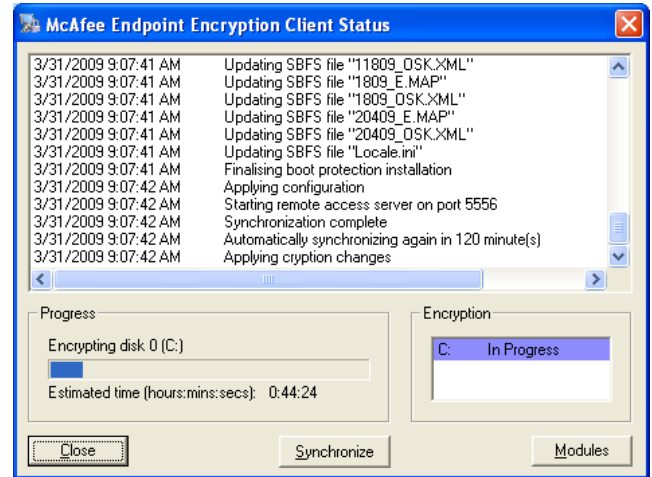 McAfee Endpoint Encryption Client Status
3/31/2009 9:07:41 AM Updating SBFS file "11809_OSK.XML"
3/31/2009 9:07:41 AM Updating SBFS file "1809_E.MAP"
3/31/2009 9:07:41 AM Updating SBFS file "1809_OSK.XML"
3/31/2009 9:07:41 AM Updating SBFS file "20409_E.MAP"
3/31/2009 9:07:41 AM Updating SBFS file "20409_OSK.XML"
3/31/2009 9:07:41 AM Updating SBFS file "Locale.ini"
3/31/2009 9:07:41 AM Finalising boot protection installation
3/31/2009 9:07:42 AM Applying configuration
3/31/2009 9:07:42 AM Starting remote access server on port 5556
3/31/2009 9:07:42 AM Synchronization complete
3/31/2009 9:07:42 AM Automatically synchronizing again in 120 minute(s)
3/31/2009 9:07:42 AM Applying cryption changes
Progress
Encrypting disk 0 (C:)
Estimated time (hours:mins:secs): 0:44:24
Encryption
C: In Progress
Close
Synchronize
Modules